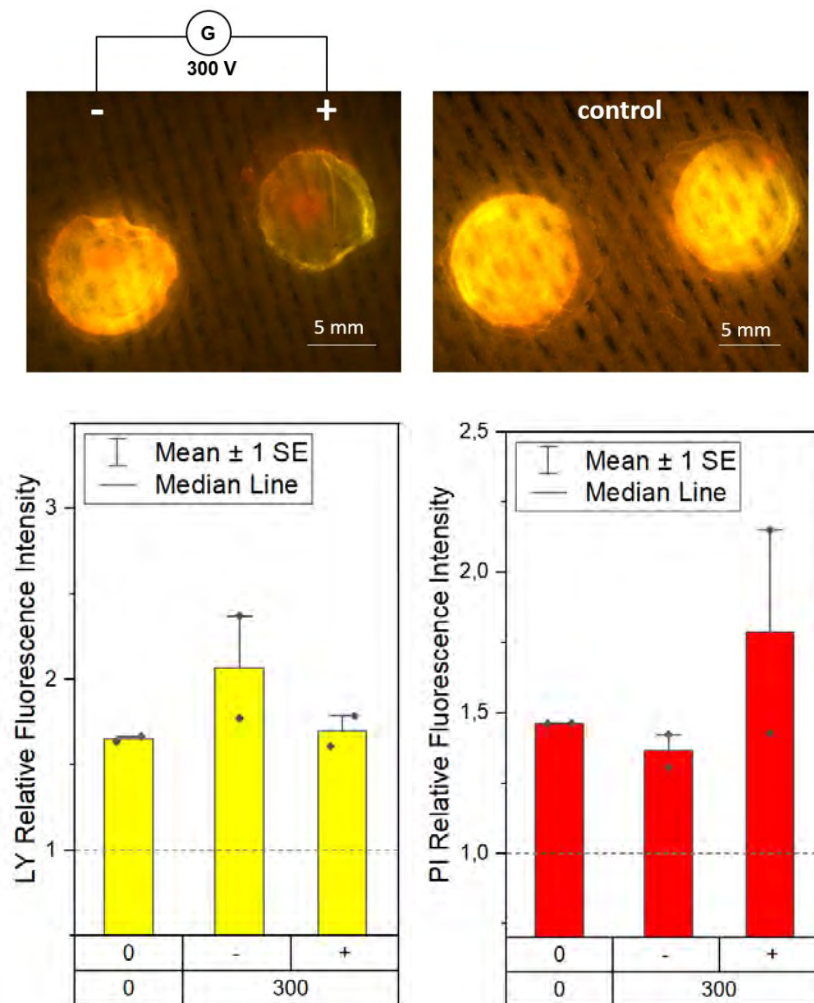 G
300 V
- +
control
5 mm
5 mm
LY Relative Fluorescence Intensity
Mean ± 1 SE
Median Line
3
2
1
0 - +
0 300
PI Relative Fluorescence Intensity
Mean ± 1 SE
Median Line
2,5
2,0
1,5
1,0
0 - +
0 300